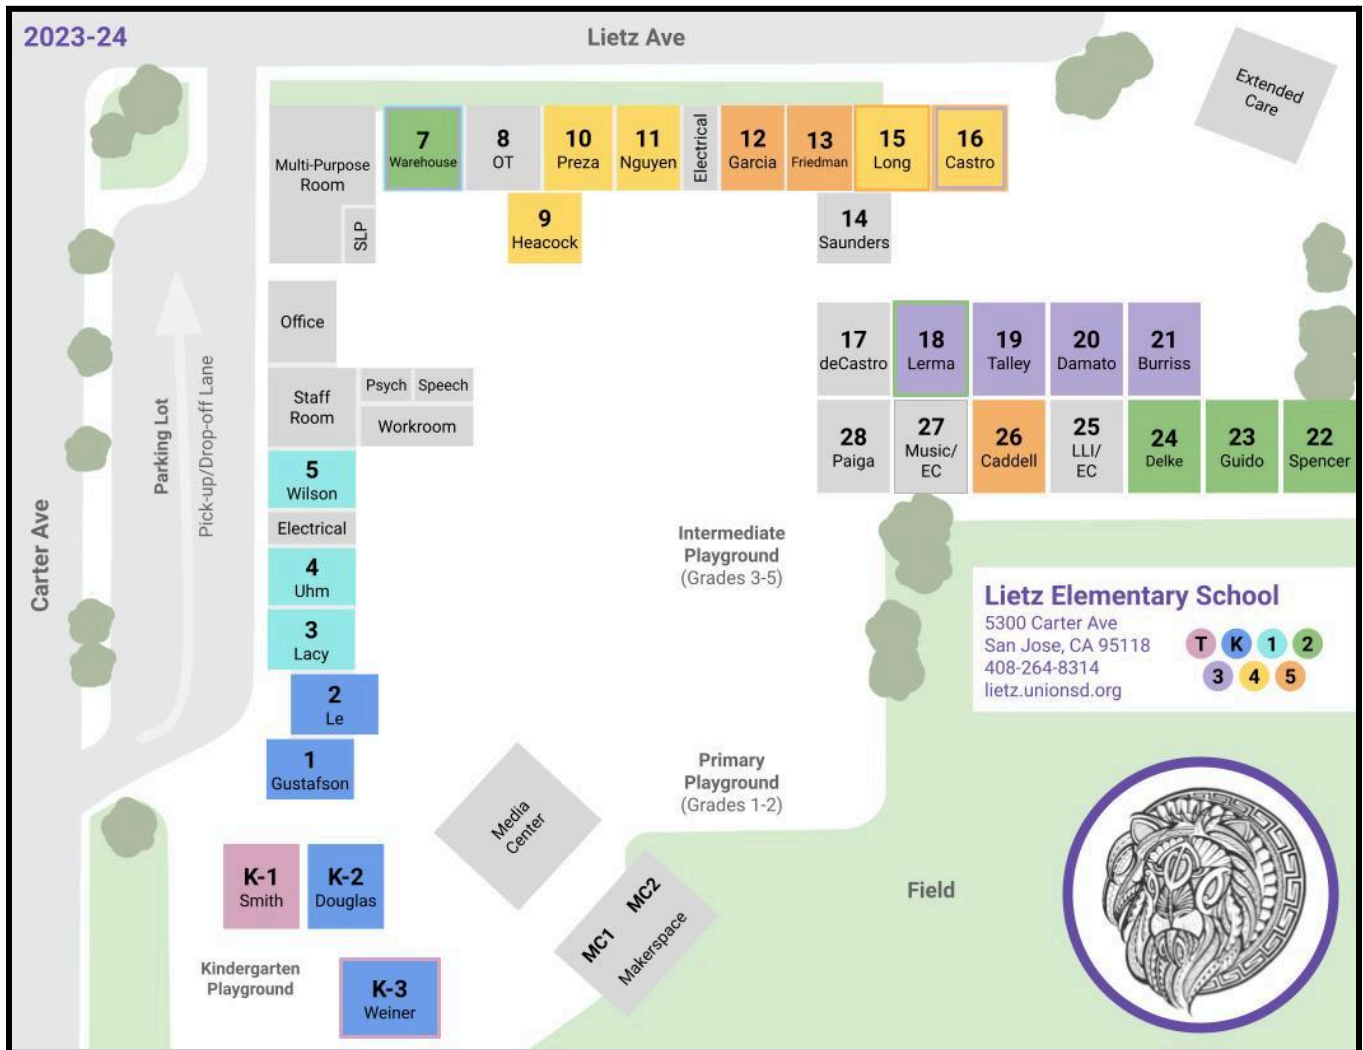 2023-24
Lietz Ave
Extended
Care
Multi-Purpose
Room
SLP
7
Warehouse
8
OT
10
Preza
11
Nguyen
Electrical
12
Garcia
13
Friedman
15
Long
16
Castro
9
Heacock
14
Saunders
Office
Staff
Room
Psych
Speech
Workroom
17
deCastro
18
Lerma
19
Talley
20
Damato
21
Burriss
28
Paiga
27
Music/
EC
26
Caddell
25
LLI/
EC
24
Delke
23
Guido
22
Spencer
Parking Lot
Pick-up/Drop-off Lane
Carter Ave
5
Wilson
Electrical
4
Uhm
3
Lacy
2
Le
1
Gustafson
Intermediate
Playground
(Grades 3-5)
Lietz Elementary School
5300 Carter Ave
San Jose, CA 95118
408-264-8314
lietz.unionsd.org
T K 1 2
3 4 5
Primary
Playground
(Grades 1-2)
Media
Center
MC1 MC2
Makerspace
Field
K-1
Smith
K-2
Douglas
Kindergarten
Playground
K-3
Weiner